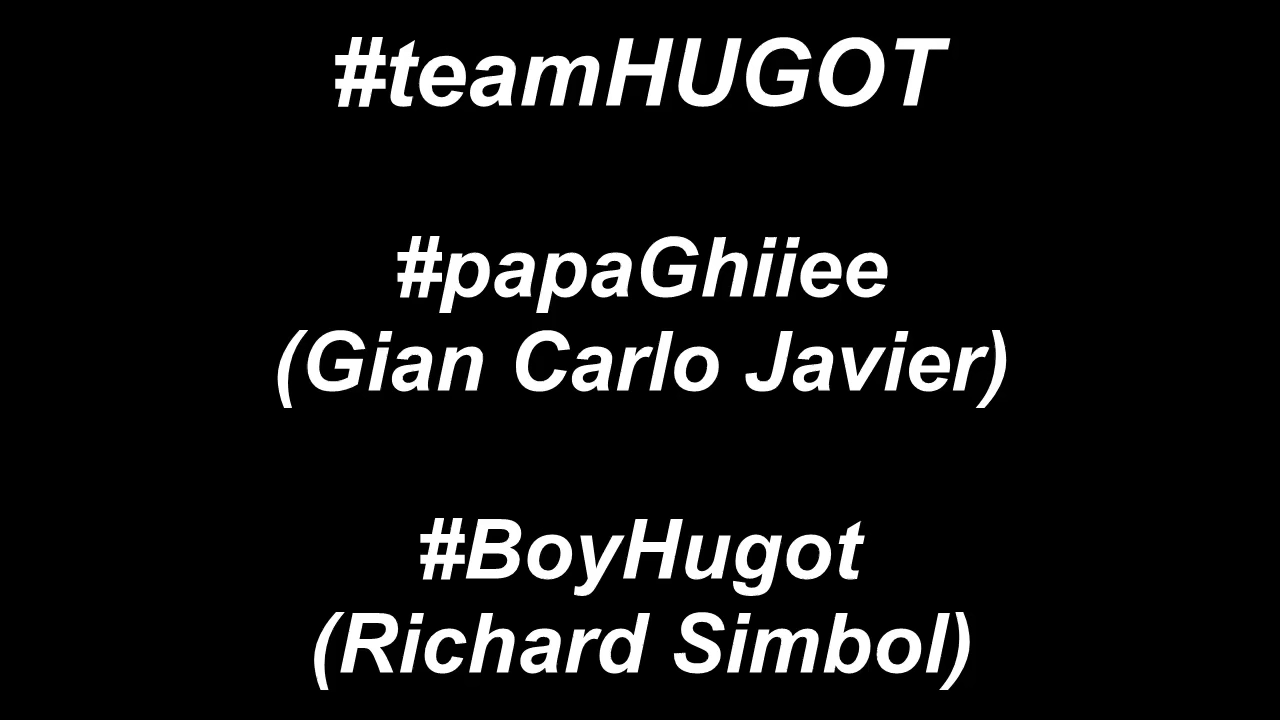 #teamHUGOT
#papaGhiiee
(Gian Carlo Javier)
#BoyHugot
(Richard Simbol)